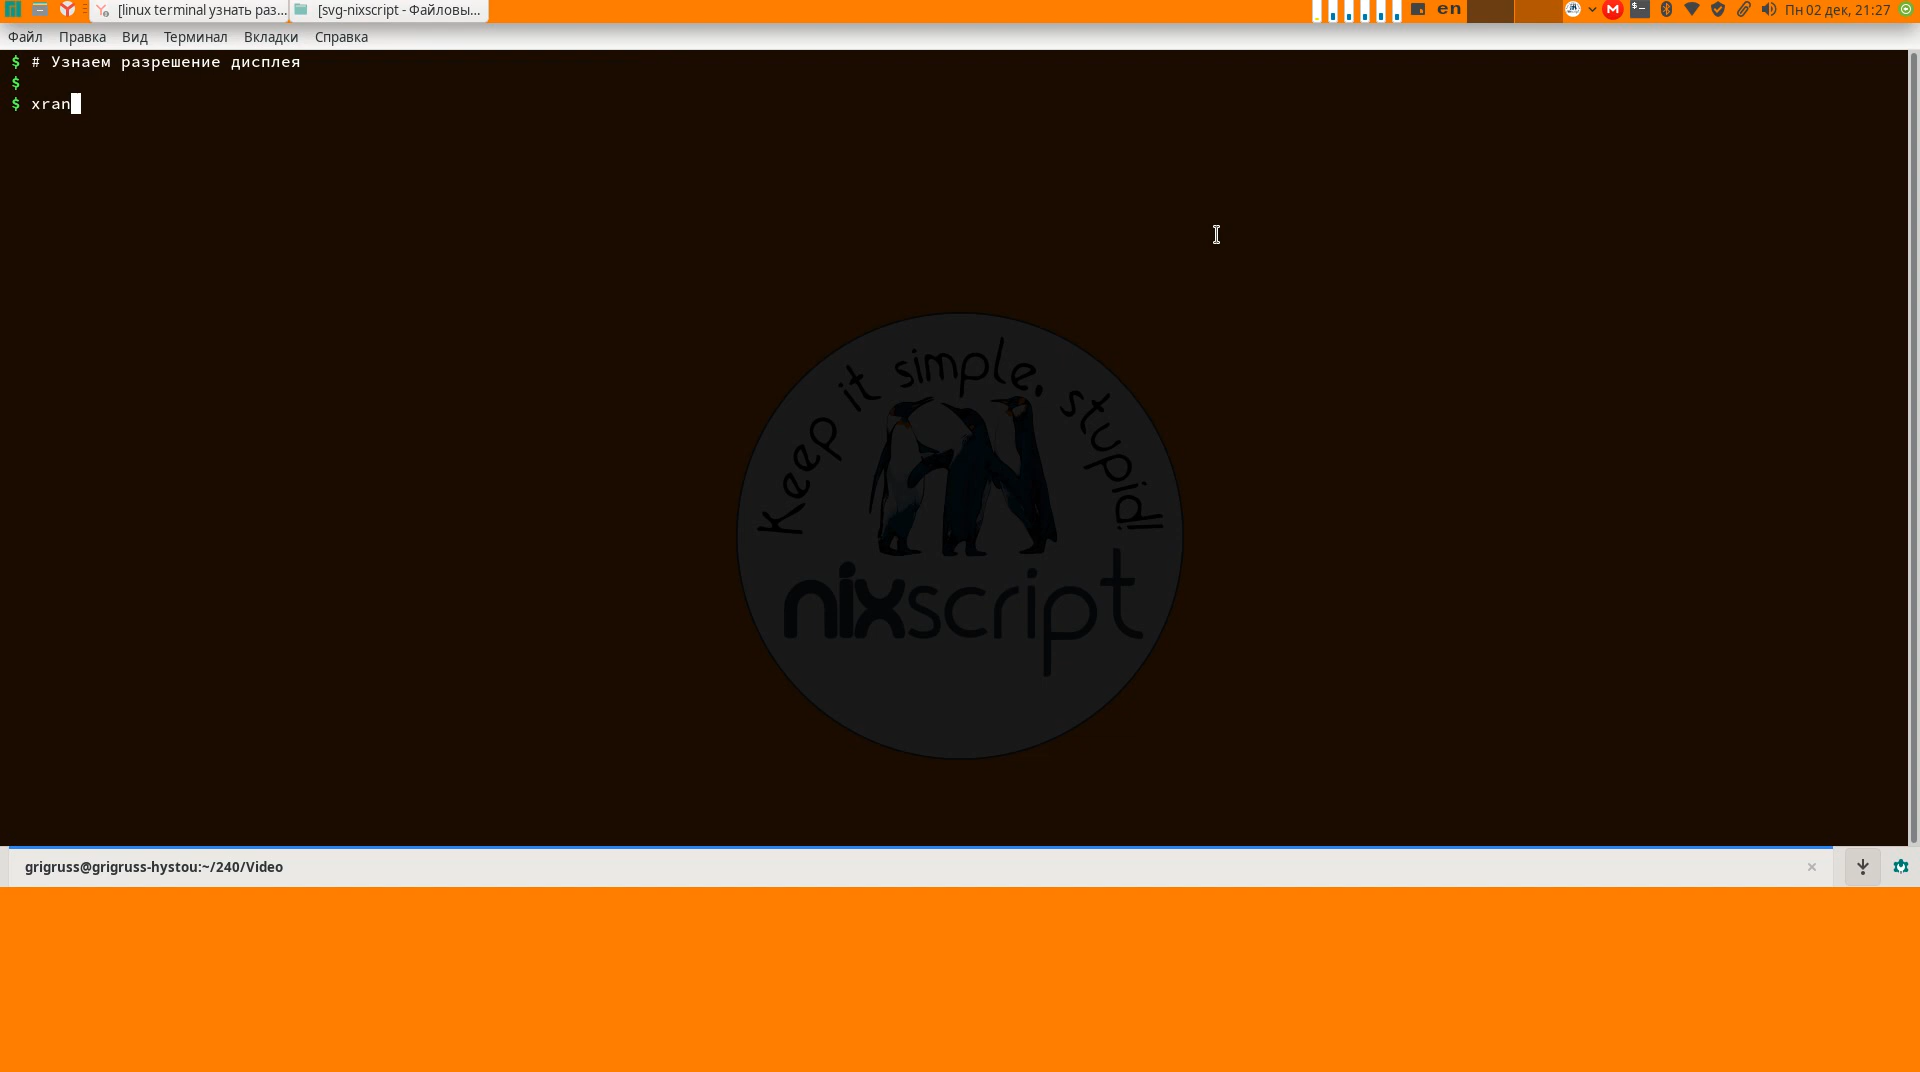 [linux terminal узнать раз... [svg-nixscript - Файловы... en M $- Пн 02 дек, 21:27
Файл Правка Вид Терминал Вкладки Справка
$ # Узнаем разрешение дисплея
$
$ xran
Keep it simple, stupid!
nixscript
grigruss@grigruss-hystou:~/240/Video